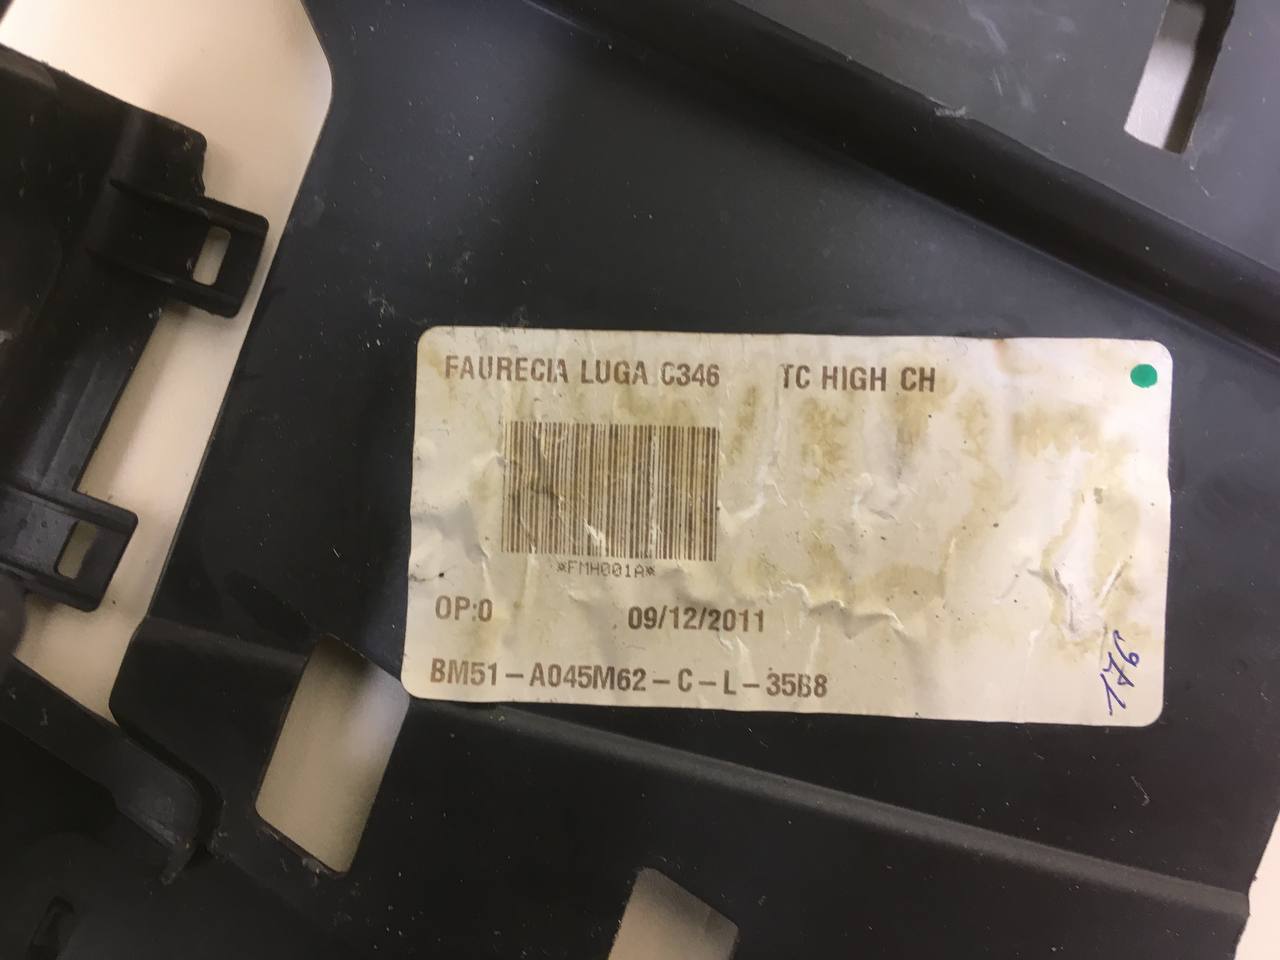 FAURECIA LUGA C346 TC HIGH CH
*FMH001A*
OP:0 09/12/2011
BM51-A045M62-C-L-35B8